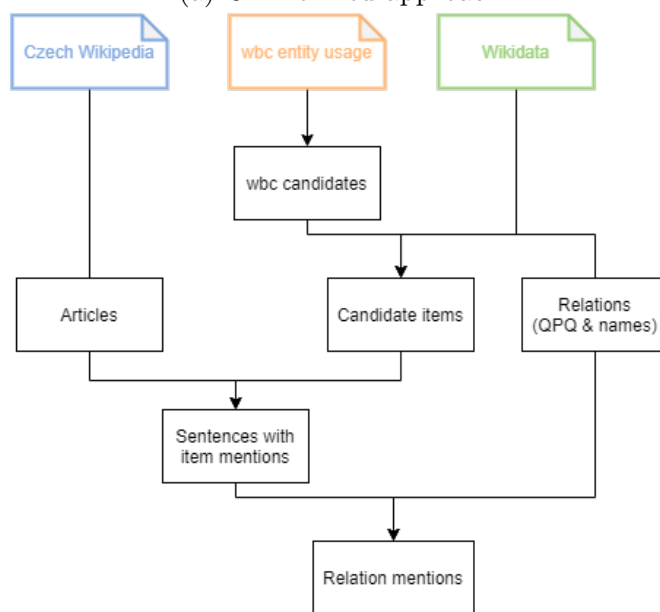 Czech Wikipedia
wbc entity usage
Wikidata
wbc candidates
Articles
Candidate items
Relations
(QPQ & names)
Sentences with
item mentions
Relation mentions